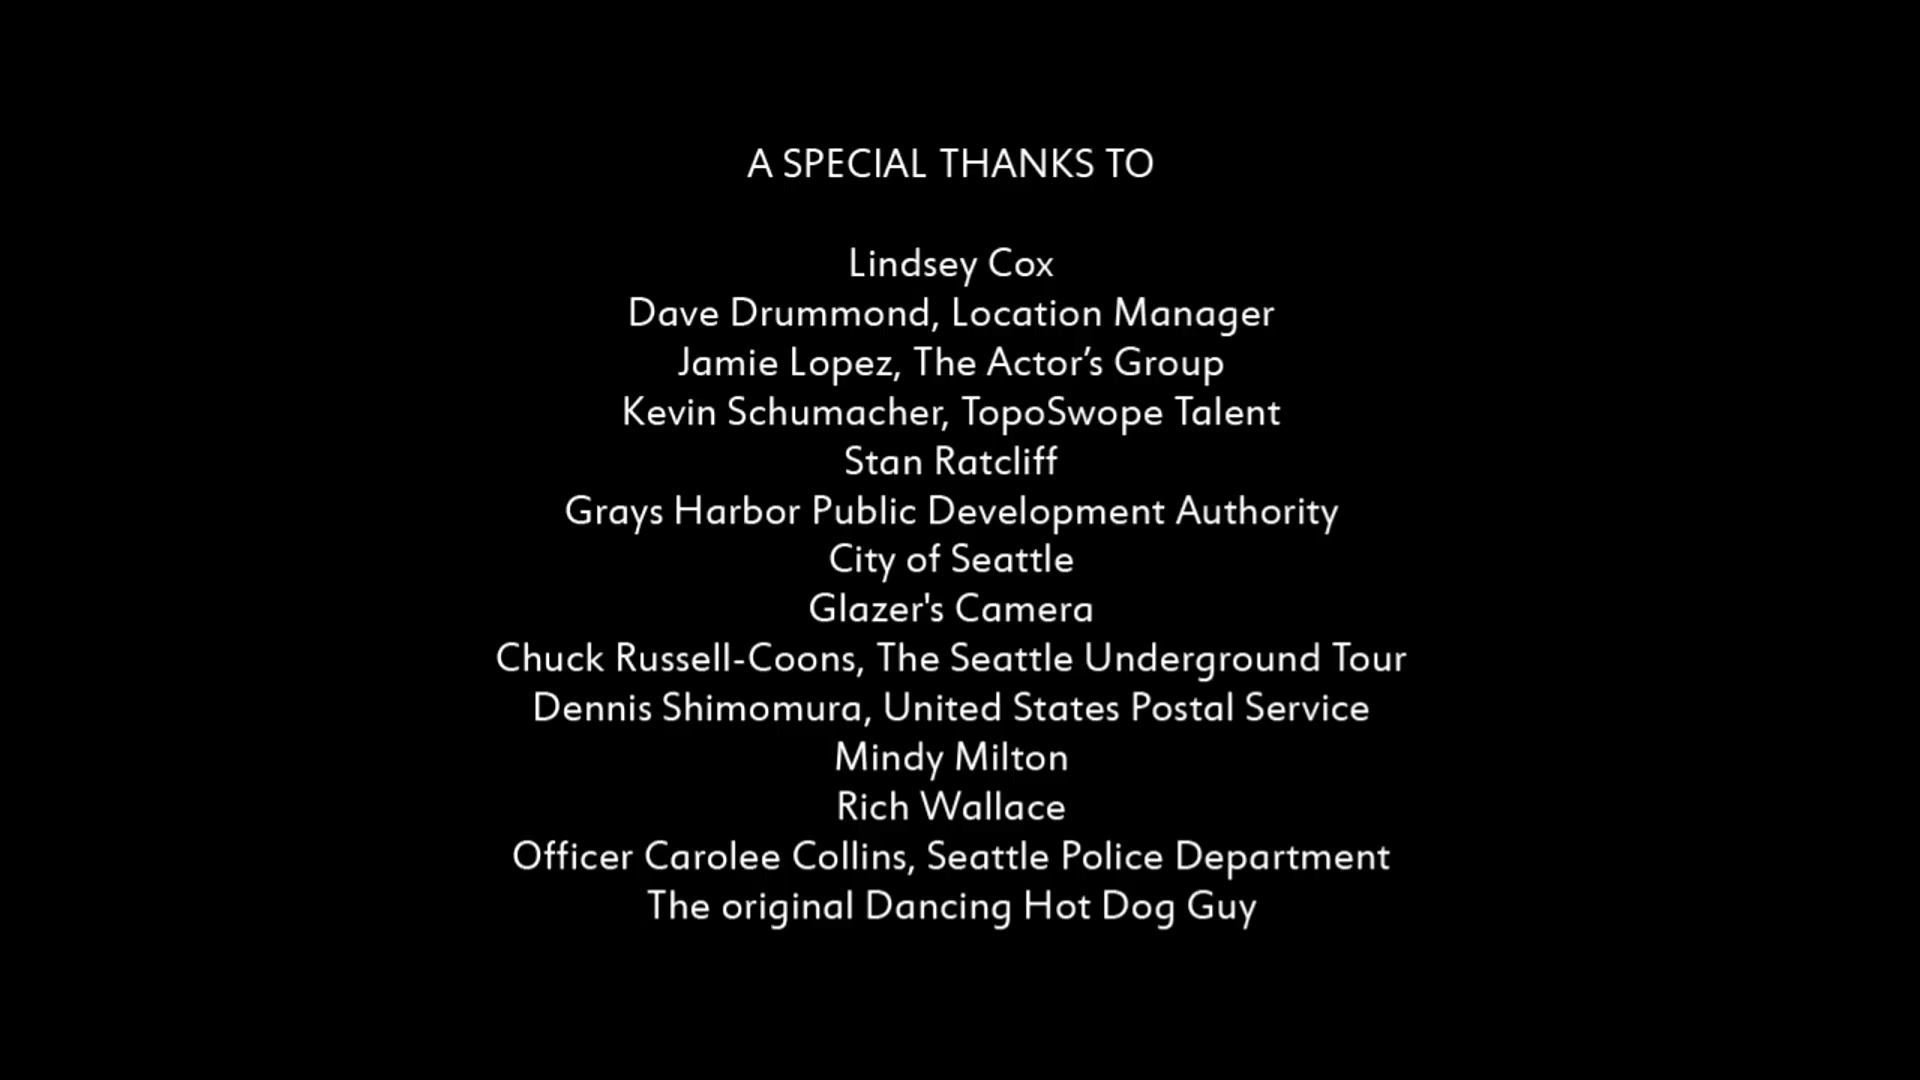 A SPECIAL THANKS TO
Lindsey Cox
Dave Drummond, Location Manager
Jamie Lopez, The Actor’s Group
Kevin Schumacher, TopoSwope Talent
Stan Ratcliff
Grays Harbor Public Development Authority
City of Seattle
Glazer's Camera
Chuck Russell-Coons, The Seattle Underground Tour
Dennis Shimomura, United States Postal Service
Mindy Milton
Rich Wallace
Officer Carolee Collins, Seattle Police Department
The original Dancing Hot Dog Guy